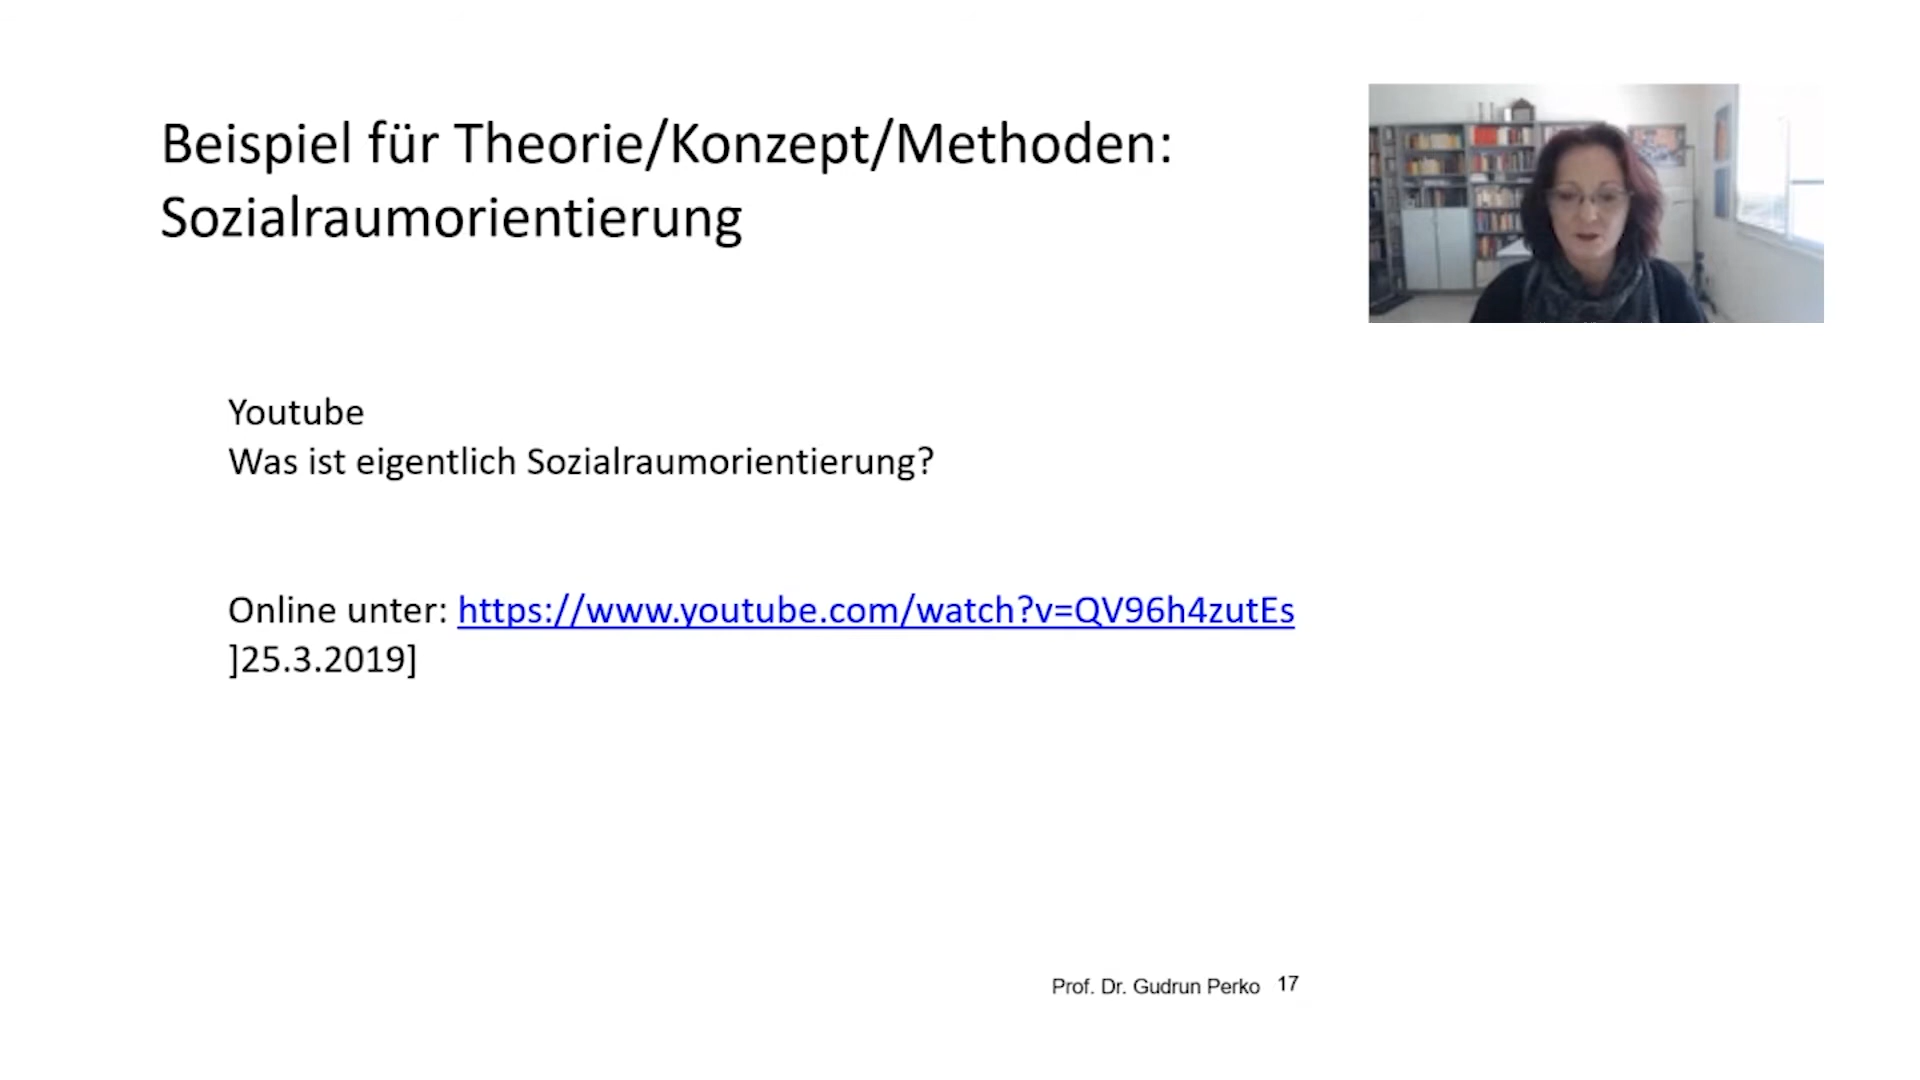 Beispiel für Theorie/Konzept/Methoden:
Sozialraumorientierung
Youtube
Was ist eigentlich Sozialraumorientierung?
Online unter: https://www.youtube.com/watch?v=QV96h4zutEs
]25.3.2019]
Prof. Dr. Gudrun Perko 17